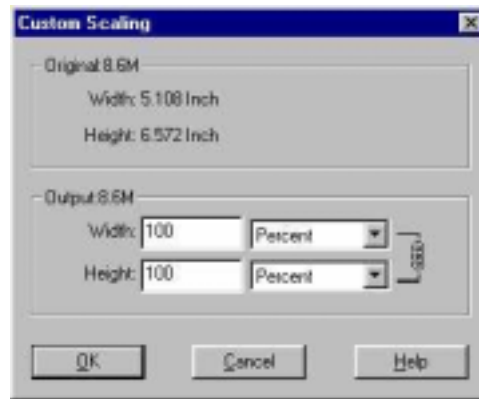 Custom Scaling
Original 8.6M
Width: 5.108 Inch
Height: 6.572 Inch
Output 8.6M
Width: 100 Percent
Height: 100 Percent
OK Cancel Help